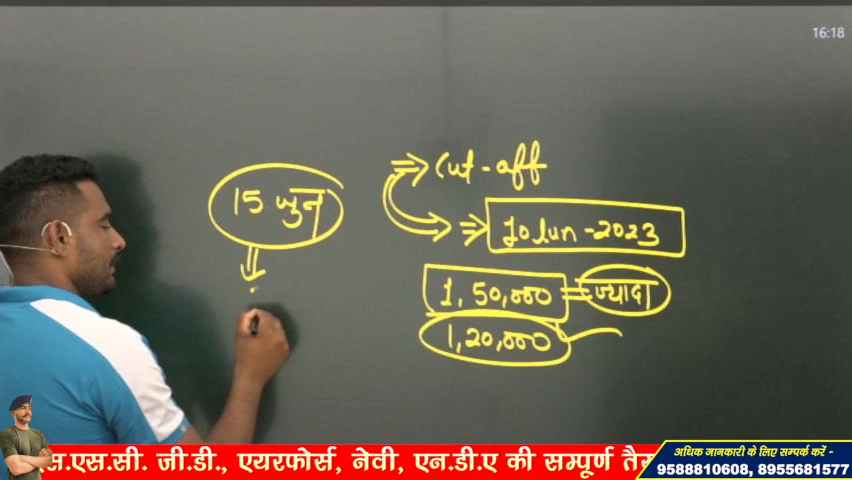 16:18
⇒ Cut-off
15 जून
⇒ 10 Jun - 2023
1,50,000 = ज्यादा
1,20,000
स.एस.सी. जी.डी., एयरफोर्स, नेवी, एन.डी.ए की सम्पूर्ण तै
अधिक जानकारी के लिए सम्पर्क करें -
9588810608, 8955681577